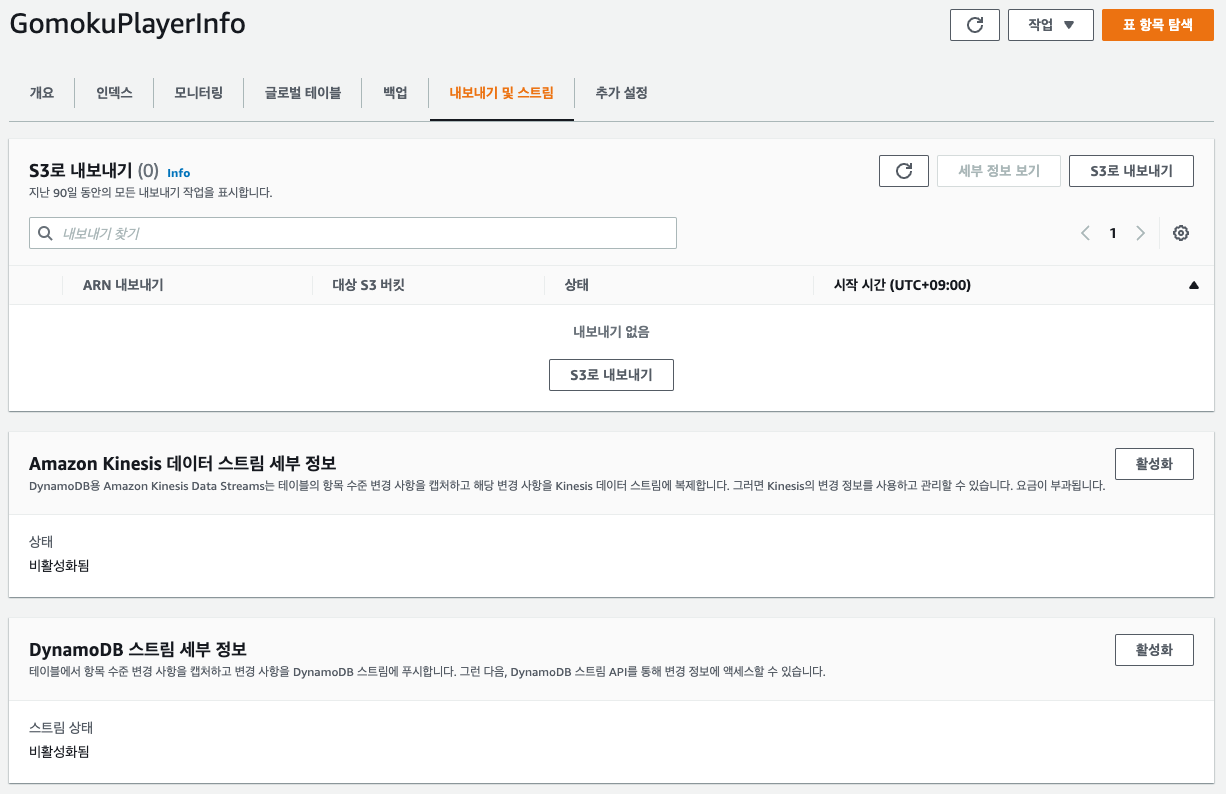 GomokuPlayerInfo
작업 ▼
표 항목 탐색
개요
인덱스
모니터링
글로벌 테이블
백업
내보내기 및 스트림
추가 설정
S3로 내보내기 (0) Info
지난 90일 동안의 모든 내보내기 작업을 표시합니다.
세부 정보 보기
S3로 내보내기
내보내기 찾기
1
ARN 내보내기
대상 S3 버킷
상태
시작 시간 (UTC+09:00) ▲
내보내기 없음
S3로 내보내기
Amazon Kinesis 데이터 스트림 세부 정보
DynamoDB용 Amazon Kinesis Data Streams는 테이블의 항목 수준 변경 사항을 캡처하고 해당 변경 사항을 Kinesis 데이터 스트림에 복제합니다. 그러면 Kinesis의 변경 정보를 사용하고 관리할 수 있습니다. 요금이 부과됩니다.
활성화
상태
비활성화됨
DynamoDB 스트림 세부 정보
테이블에서 항목 수준 변경 사항을 캡처하고 변경 사항을 DynamoDB 스트림에 푸시합니다. 그런 다음, DynamoDB 스트림 API를 통해 변경 정보에 액세스할 수 있습니다.
활성화
스트림 상태
비활성화됨